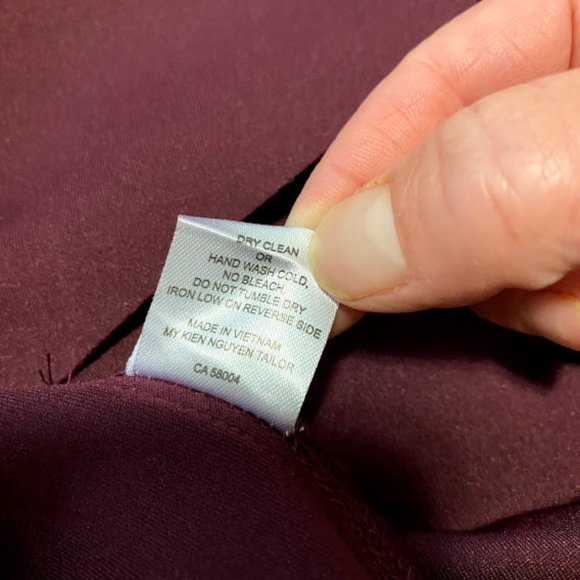 DRY CLEAN
OR
HAND WASH COLD,
NO BLEACH
DO NOT TUMBLE DRY
IRON LOW ON REVERSE SIDE
MADE IN VIETNAM
MY KIEN NGUYEN TAILOR
CA 58004